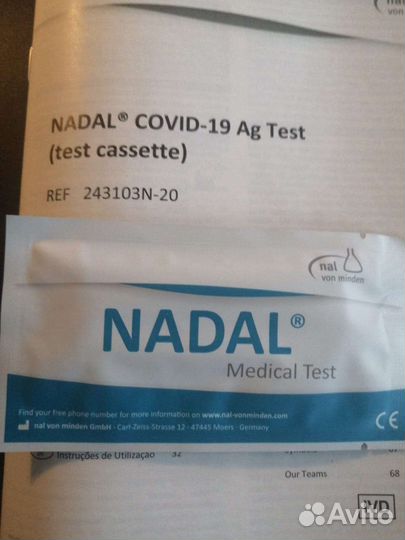 NADAL® COVID-19 Ag Test
(test cassette)
REF 243103N-20
nal
von minden
NADAL®
Medical Test
Find your free phone number for more information on www.nal-vonminden.com
nal von minden GmbH - Carl-Zeiss-Strasse 12 - 47445 Moers - Germany
CE
Instruções de Utilização 32
Our Teams 68
IVD
Avito